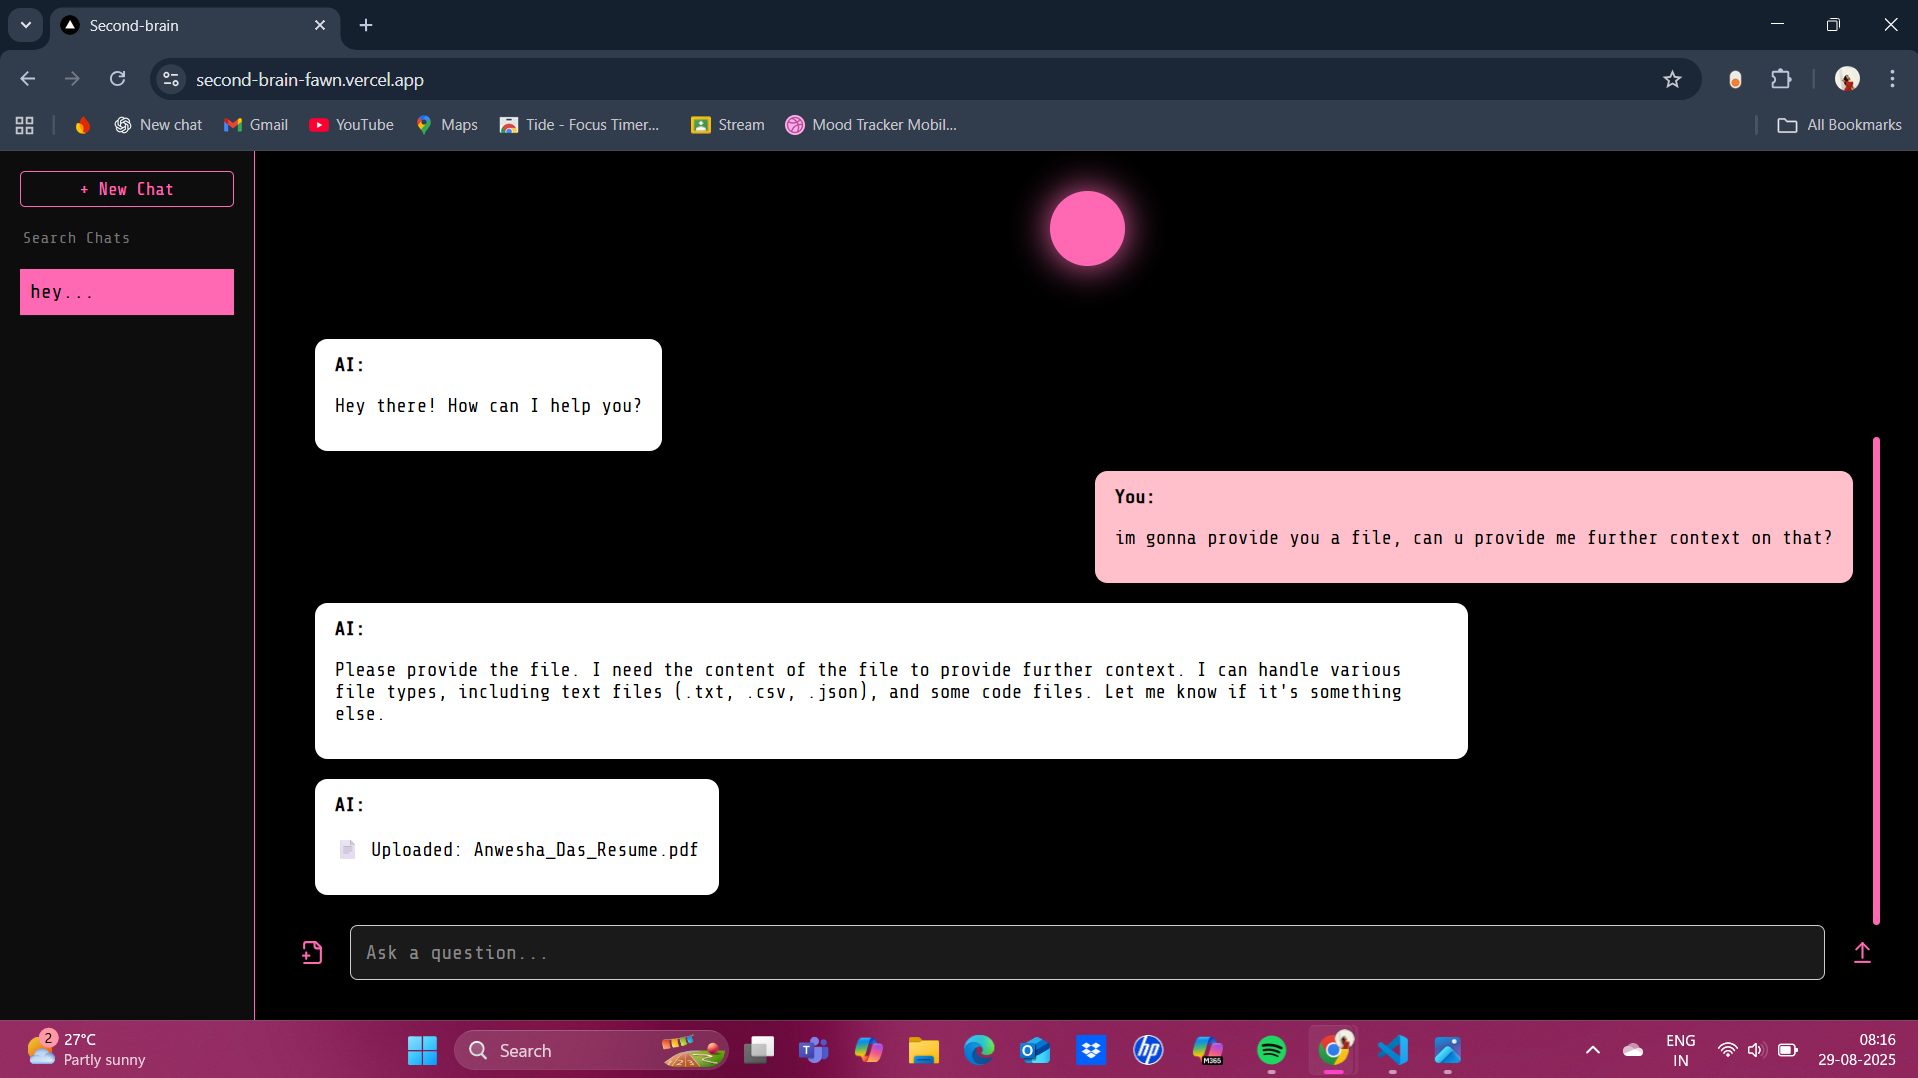 Second-brain
second-brain-fawn.vercel.app
New chat
Gmail
YouTube
Maps
Tide - Focus Timer...
Stream
Mood Tracker Mobil...
All Bookmarks
+ New Chat
Search Chats
hey...
AI:
Hey there! How can I help you?
You:
im gonna provide you a file, can u provide me further context on that?
AI:
Please provide the file. I need the content of the file to provide further context. I can handle various
file types, including text files (.txt, .csv, .json), and some code files. Let me know if it's something
else.
AI:
Uploaded: Anwesha_Das_Resume.pdf
Ask a question...
2
27°C
Partly sunny
Search
T
O
hp
M365
ENG
IN
08:16
29-08-2025